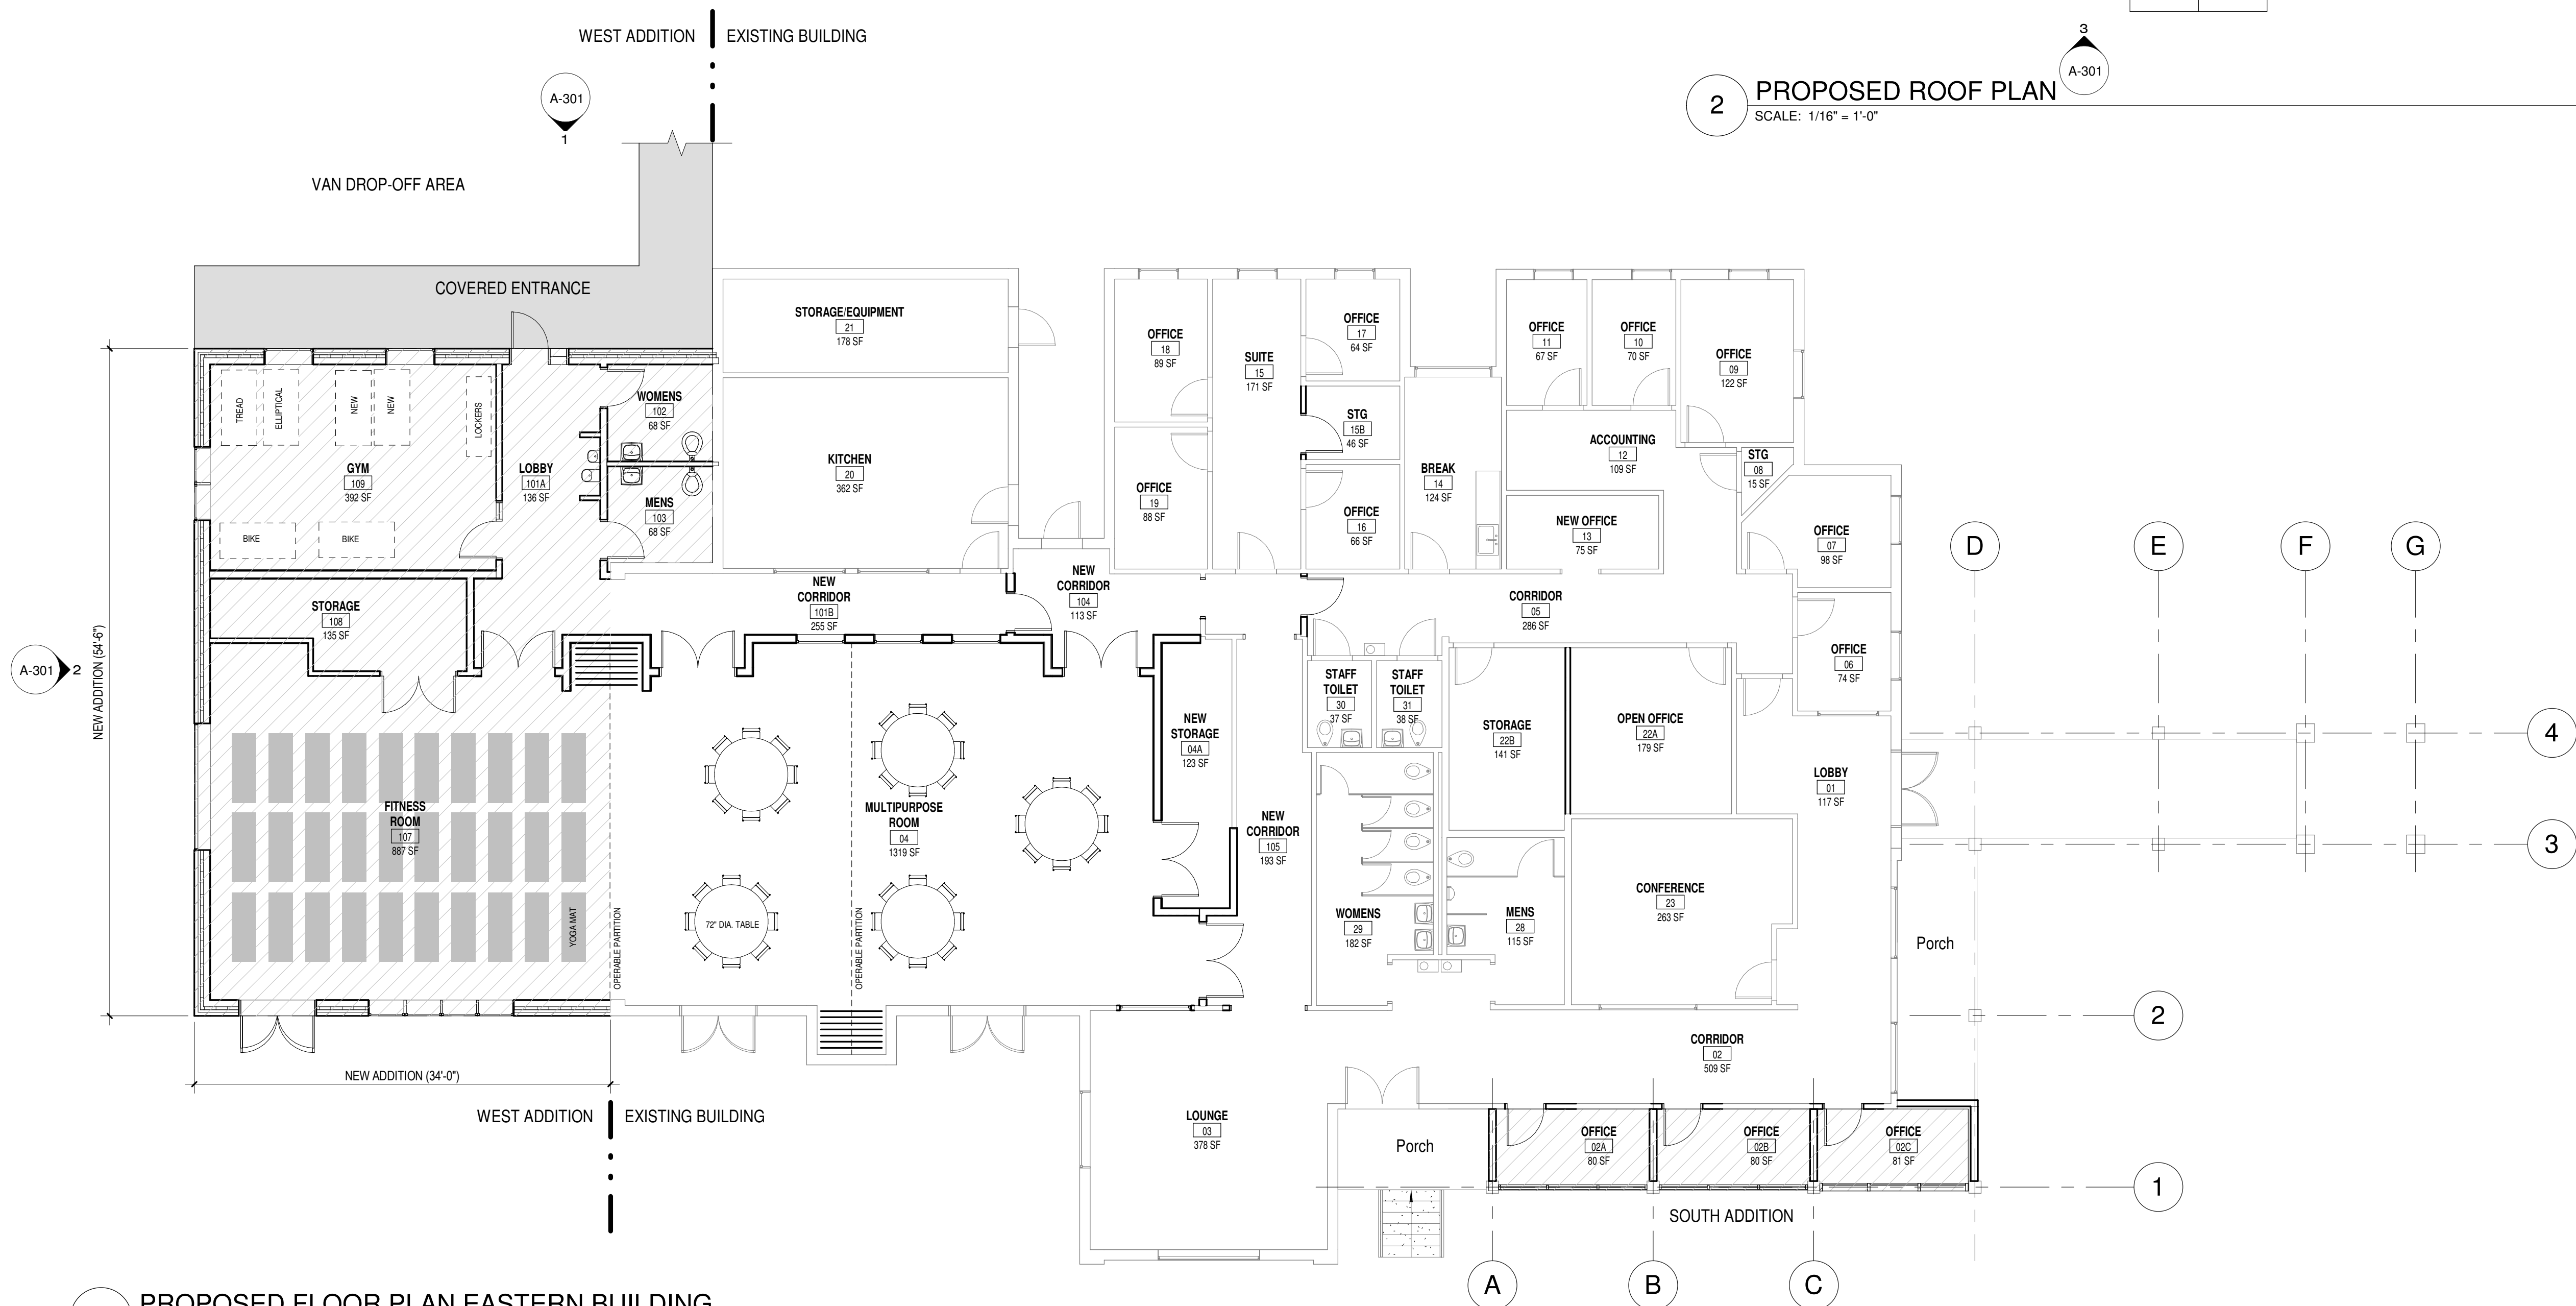 WEST ADDITION
EXISTING BUILDING
A-301
1
3
A-301
2
PROPOSED ROOF PLAN
SCALE: 1/16" = 1'-0"
VAN DROP-OFF AREA
COVERED ENTRANCE
NEW ADDITION (54'-6")
A-301
2
TREAD
ELLIPTICAL
NEW
NEW
LOCKERS
GYM
109
392 SF
BIKE
BIKE
LOBBY
101A
136 SF
WOMENS
102
68 SF
MENS
103
68 SF
STORAGE
108
135 SF
FITNESS
ROOM
107
887 SF
YOGA MAT
OPERABLE PARTITION
STORAGE/EQUIPMENT
21
178 SF
KITCHEN
20
362 SF
NEW
CORRIDOR
101B
255 SF
NEW
CORRIDOR
104
113 SF
MULTIPURPOSE
ROOM
04
1319 SF
72" DIA. TABLE
OPERABLE PARTITION
OFFICE
18
89 SF
OFFICE
19
88 SF
SUITE
15
171 SF
OFFICE
17
64 SF
STG
15B
46 SF
OFFICE
16
66 SF
BREAK
14
124 SF
OFFICE
11
67 SF
OFFICE
10
70 SF
OFFICE
09
122 SF
ACCOUNTING
12
109 SF
NEW OFFICE
13
75 SF
STG
08
15 SF
OFFICE
07
98 SF
OFFICE
06
74 SF
CORRIDOR
05
286 SF
NEW
STORAGE
04A
123 SF
NEW
CORRIDOR
105
193 SF
STAFF
TOILET
30
37 SF
STAFF
TOILET
31
38 SF
STORAGE
22B
141 SF
OPEN OFFICE
22A
179 SF
LOBBY
01
117 SF
WOMENS
29
182 SF
MENS
28
115 SF
CONFERENCE
23
263 SF
Porch
CORRIDOR
02
509 SF
LOUNGE
03
378 SF
Porch
OFFICE
02A
80 SF
OFFICE
02B
80 SF
OFFICE
02C
81 SF
SOUTH ADDITION
D
E
F
G
4
3
2
1
A
B
C
NEW ADDITION (34'-0")
WEST ADDITION
EXISTING BUILDING
PROPOSED FLOOR PLAN EASTERN BUILDING